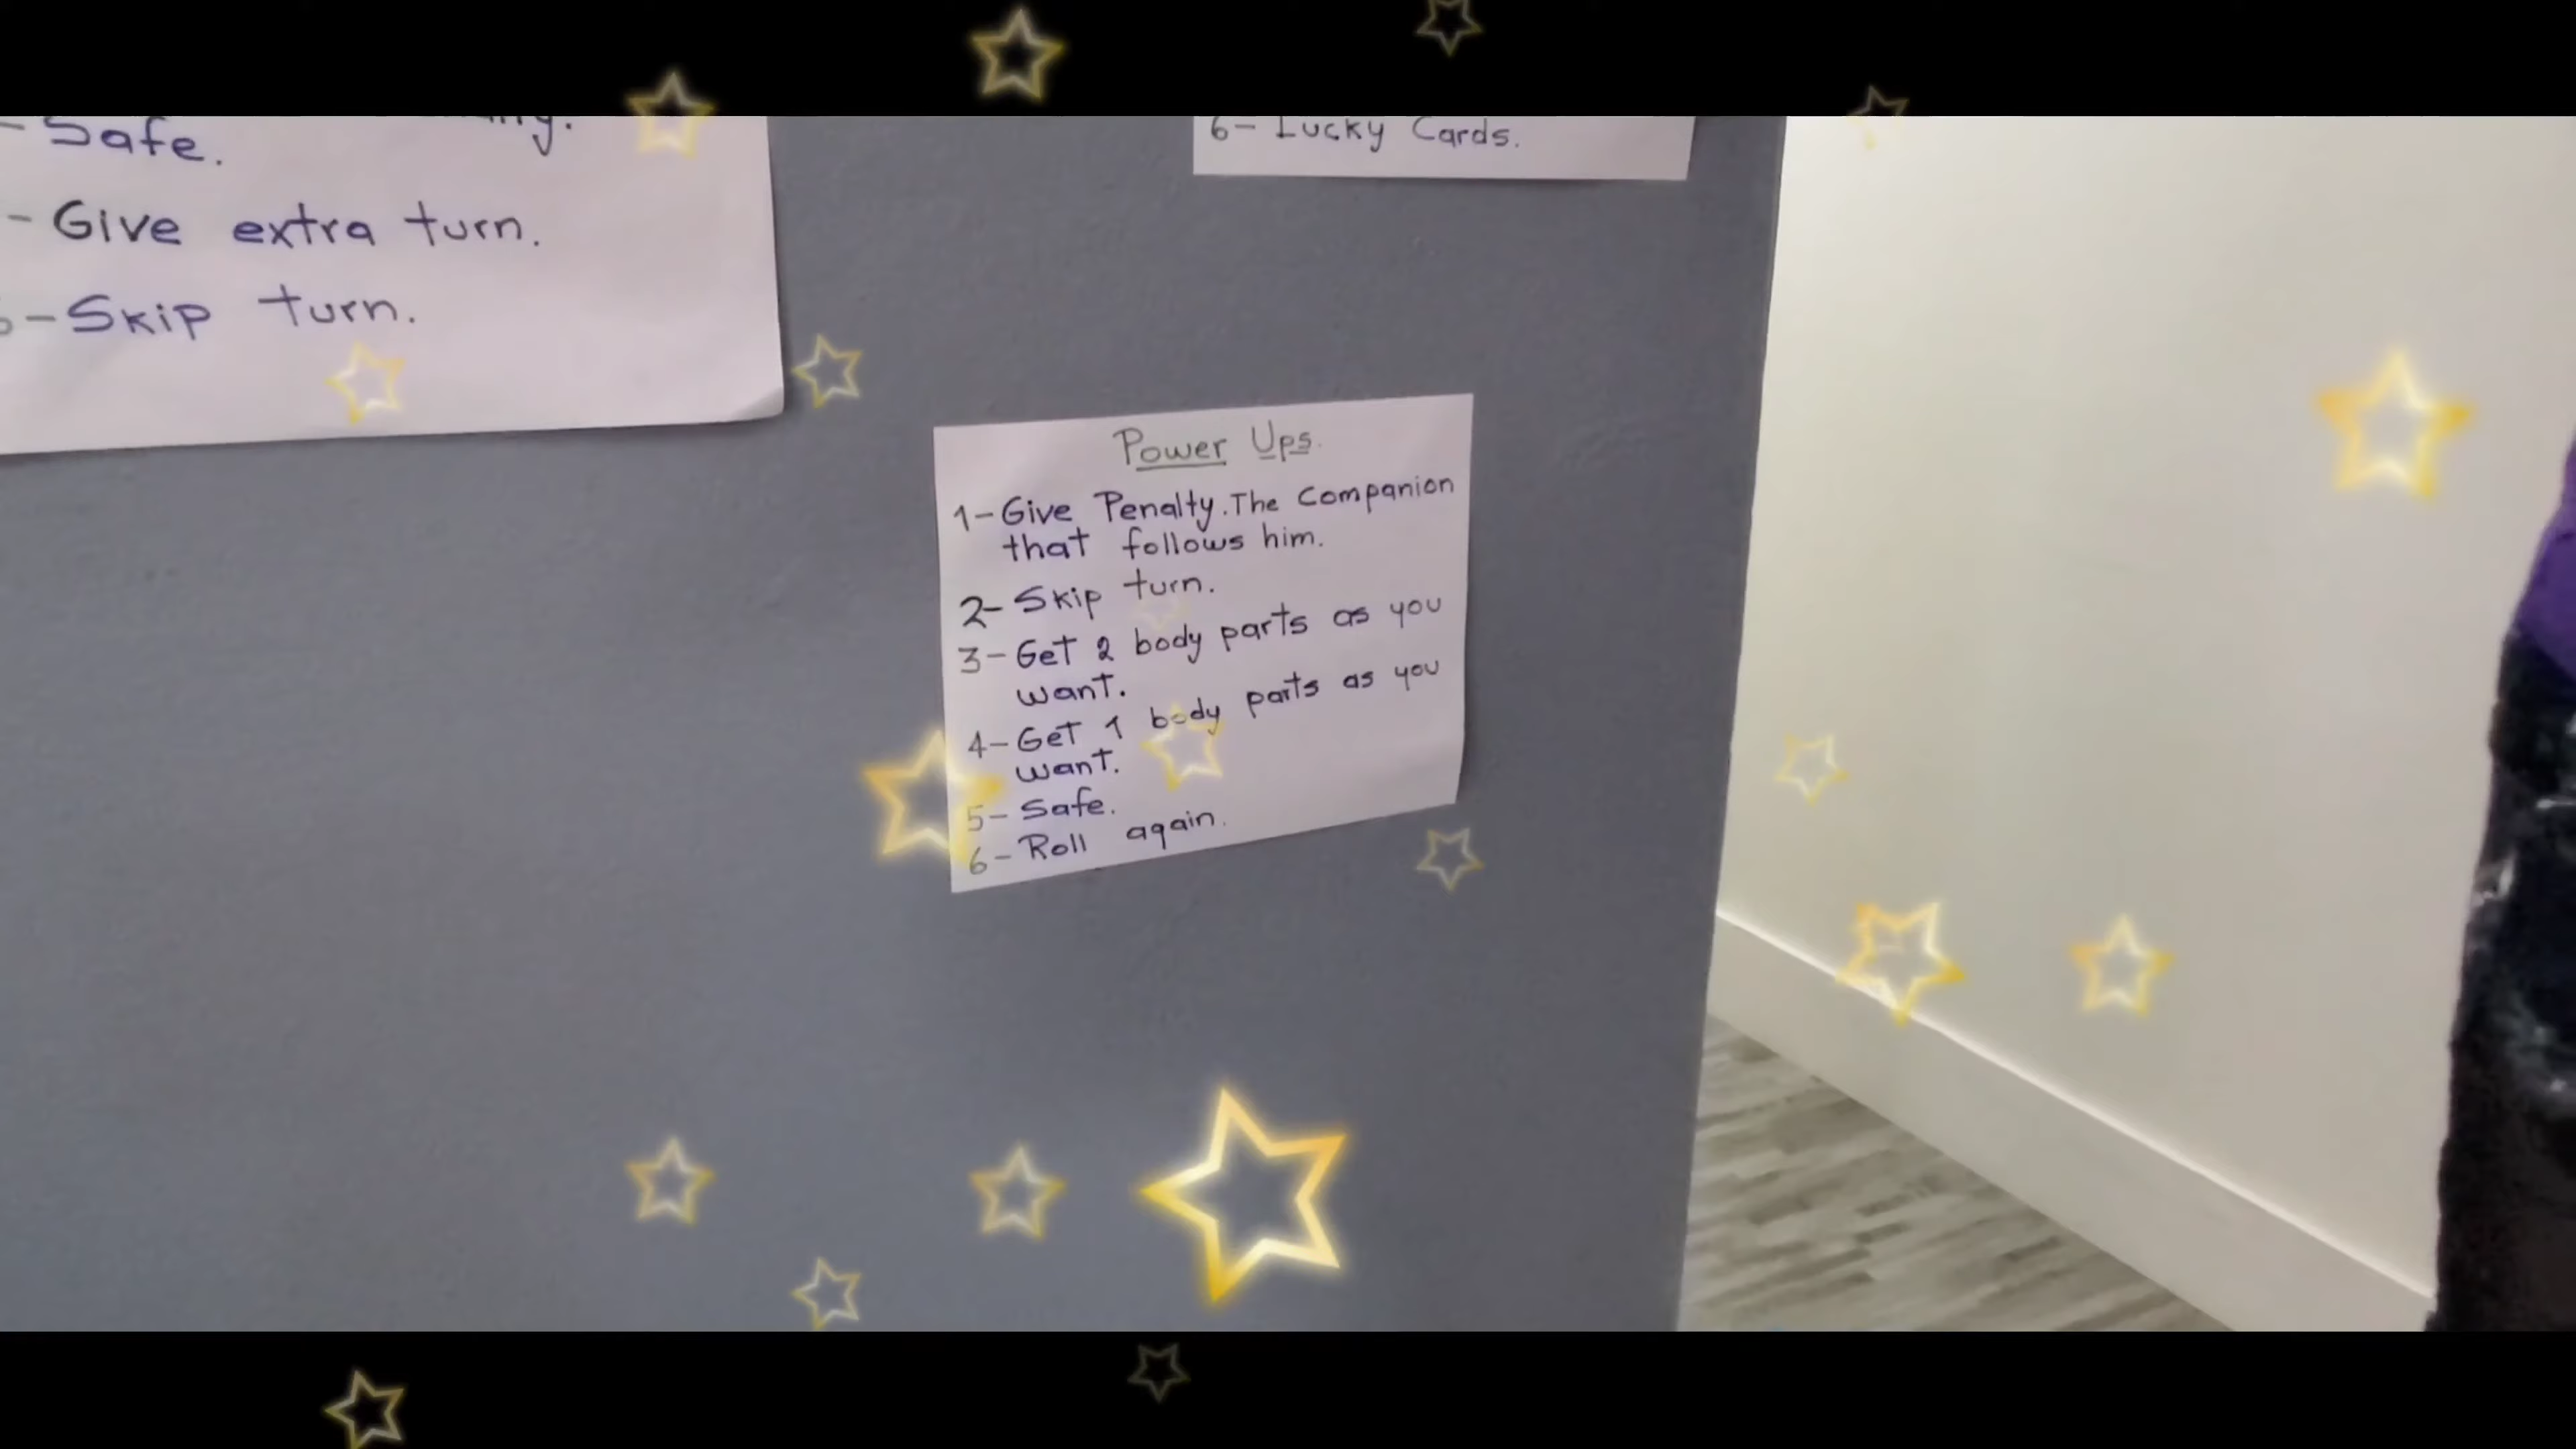 Safe.
- Give extra turn.
- Skip turn.
6- Lucky Cards.
Power Ups.
1- Give Penalty. The Companion
that follows him.
2- Skip turn.
3- Get 2 body parts as you
want.
4- Get 1 body parts as you
want.
5- Safe.
6- Roll again.